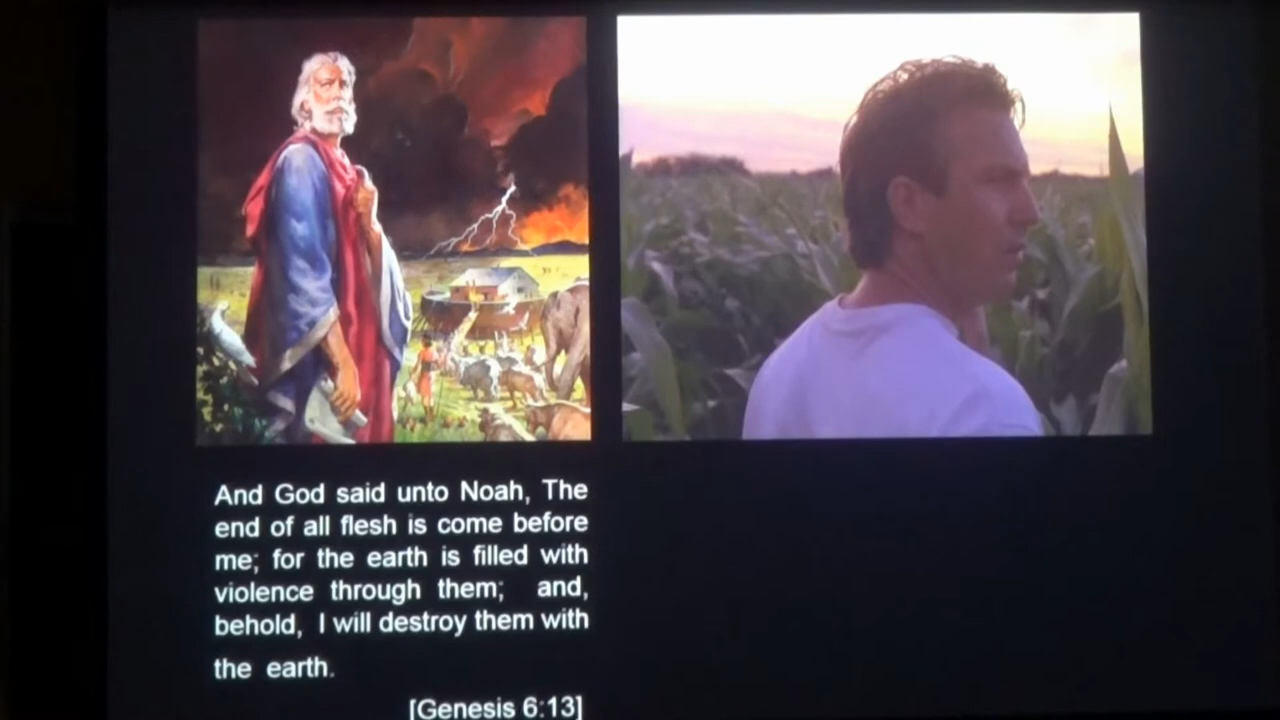 And God said unto Noah, The
end of all flesh is come before
me; for the earth is filled with
violence through them; and,
behold, I will destroy them with
the earth.
[Genesis 6:13]